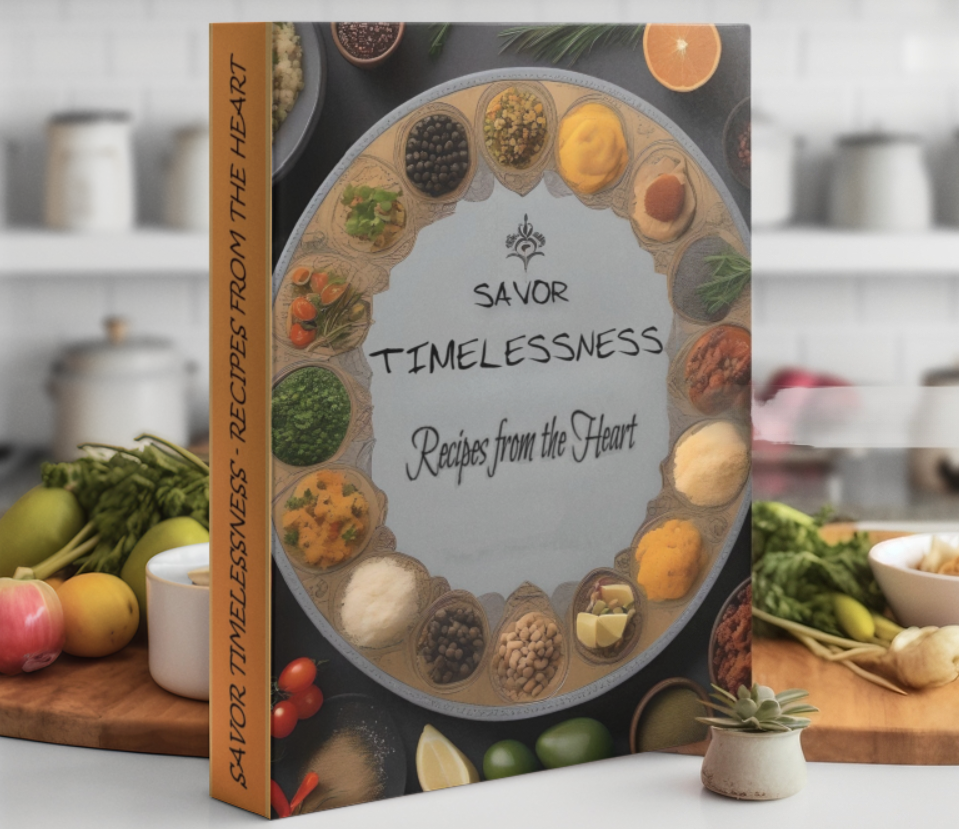 SAVOR TIMELESSNESS - RECIPES FROM THE HEART
SAVOR
TIMELESSNESS
Recipes from the Heart